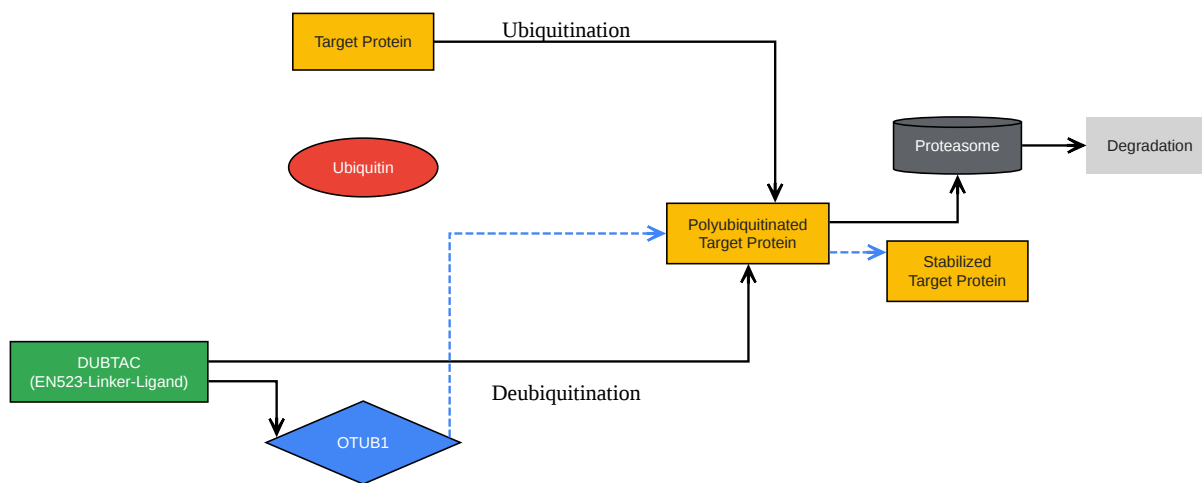 Target Protein
Ubiquitination
Ubiquitin
Proteasome
Degradation
Polyubiquitinated
Target Protein
Stabilized
Target Protein
DUBTAC
(EN523-Linker-Ligand)
Deubiquitination
OTUB1